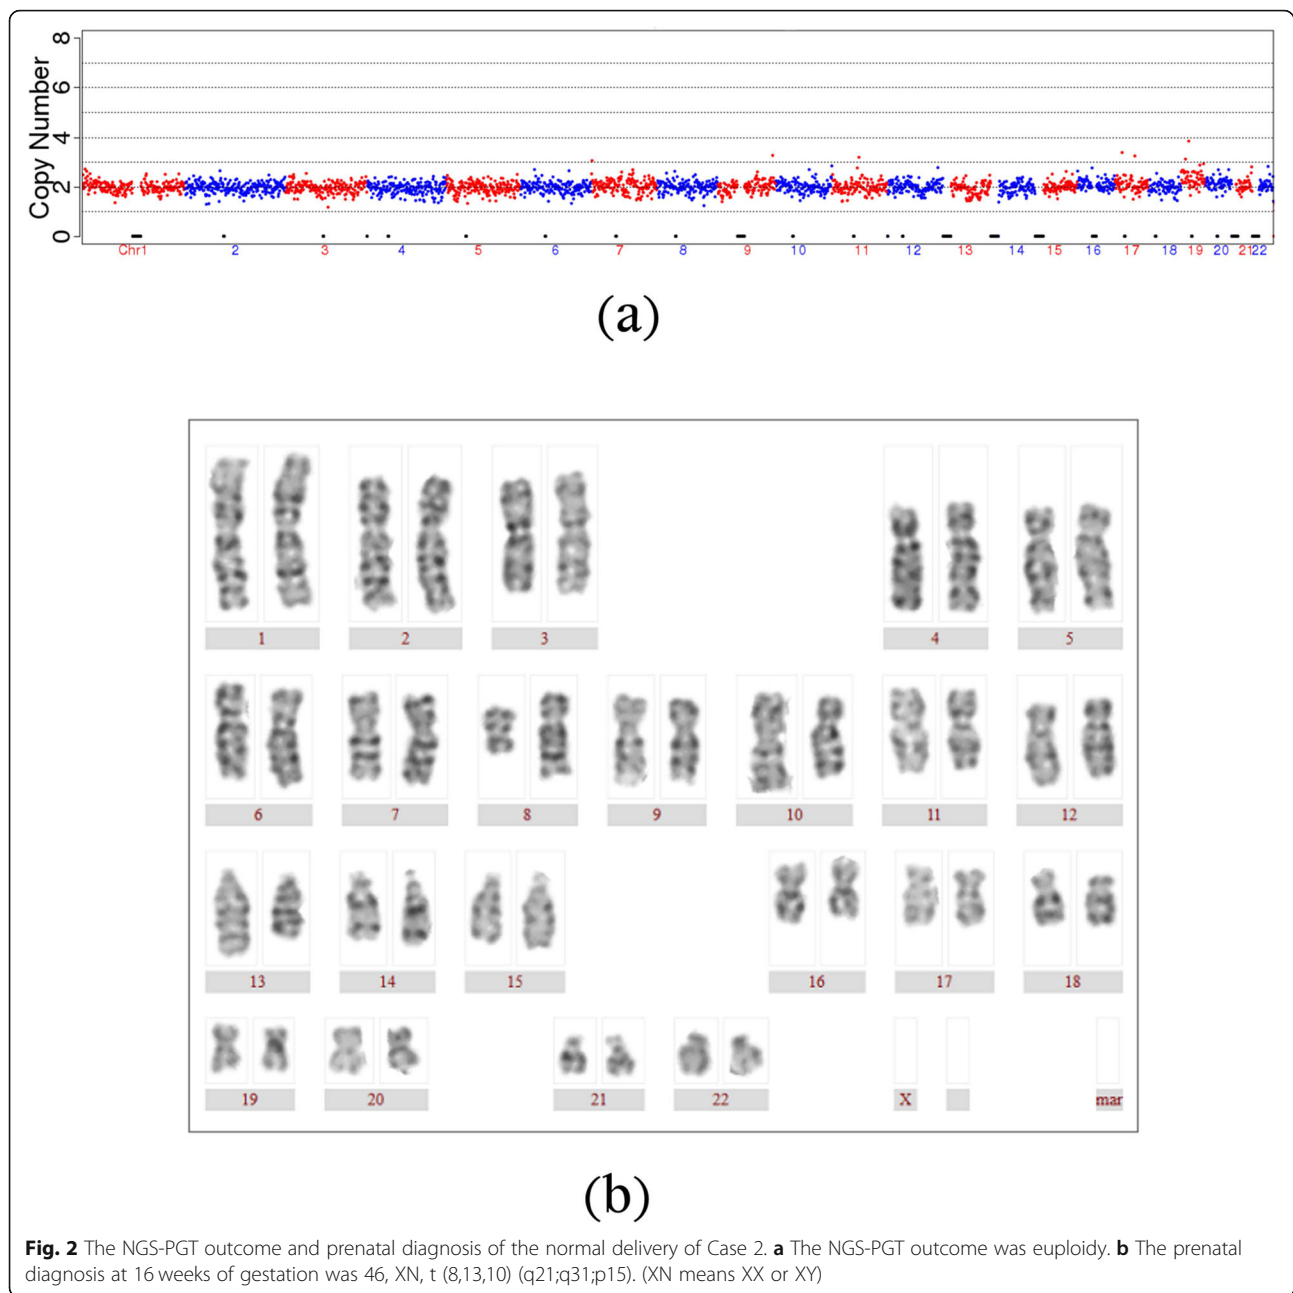 8
6
4
2
0
Copy Number
Chr1 2 3 4 5 6 7 8 9 10 11 12 13 14 15 16 17 18 19 20 21 22
(a)
1 2 3 4 5
6 7 8 9 10 11 12
13 14 15 16 17 18
19 20 21 22 X mar
(b)
Fig. 2 The NGS-PGT outcome and prenatal diagnosis of the normal delivery of Case 2. a The NGS-PGT outcome was euploidy. b The prenatal
diagnosis at 16 weeks of gestation was 46, XN, t (8,13,10) (q21;q31;p15). (XN means XX or XY)